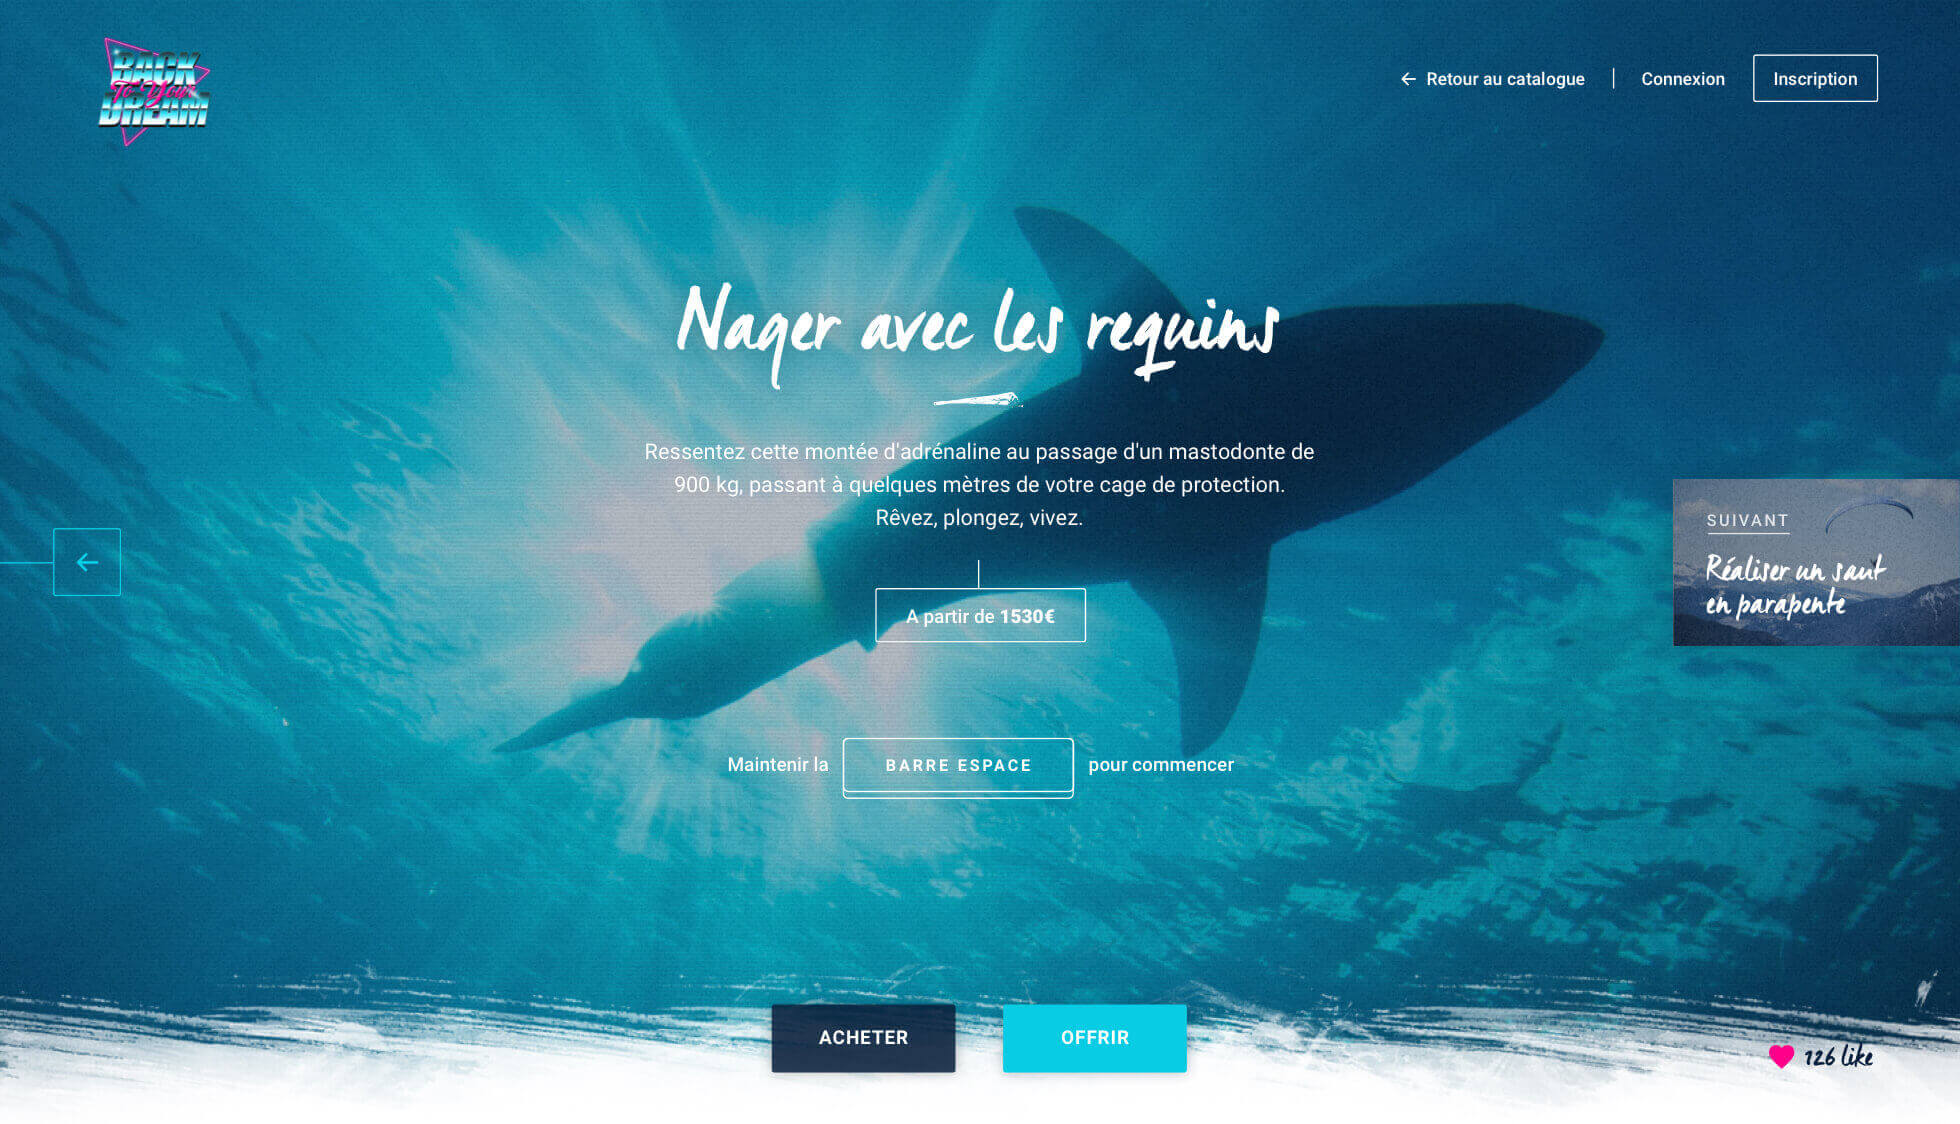 BACK
To Your
DREAM
Retour au catalogue
Connexion
Inscription
Nager avec les requins
Ressentez cette montée d'adrénaline au passage d'un mastodonte de
900 kg, passant à quelques mètres de votre cage de protection.
Rêvez, plongez, vivez.
A partir de 1530€
SUIVANT
Réaliser un saut
en parapente
Maintenir la BARRE ESPACE pour commencer
ACHETER
OFFRIR
126 like